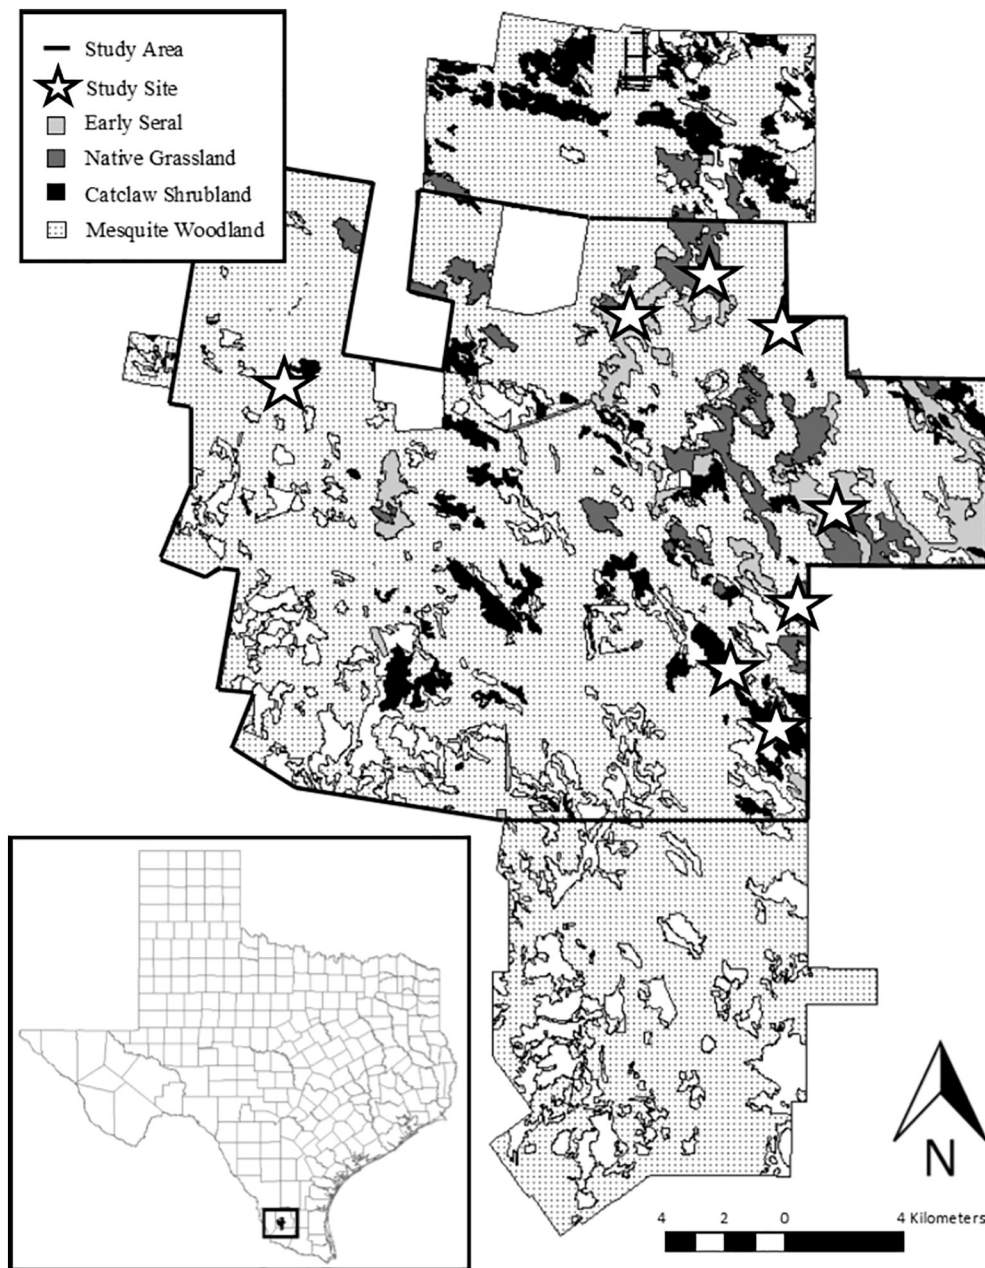 Study Area
Study Site
Early Seral
Native Grassland
Catclaw Shrubland
Mesquite Woodland
N
4 2 0 4 Kilometers